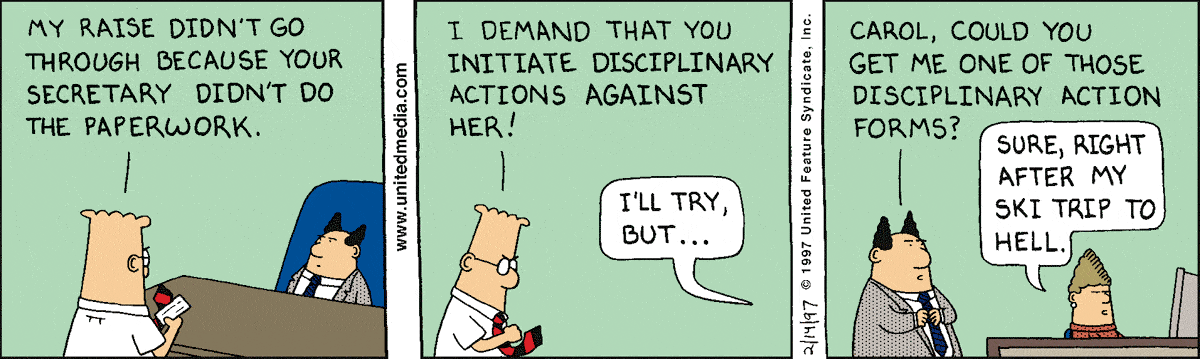 MY RAISE DIDN'T GO
THROUGH BECAUSE YOUR
SECRETARY DIDN'T DO
THE PAPERWORK.
www.unitedmedia.com
I DEMAND THAT YOU
INITIATE DISCIPLINARY
ACTIONS AGAINST
HER!
I'LL TRY,
BUT...
2/14/97 © 1997 United Feature Syndicate, Inc.
CAROL, COULD YOU
GET ME ONE OF THOSE
DISCIPLINARY ACTION
FORMS?
SURE, RIGHT
AFTER MY
SKI TRIP TO
HELL.